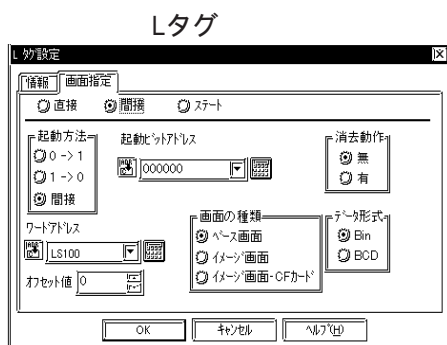 Lタグ
L ﾀｸﾞ設定
情報 画面指定
直接 間接 ｽﾃｰﾄ
起動方法 起動ﾋﾞｯﾄｱﾄﾞﾚｽ 消去動作
0 -> 1 000000 無
1 -> 0 有
間接
ﾜｰﾄﾞｱﾄﾞﾚｽ 画面の種類 ﾃﾞｰﾀ形式
LS100 ﾍﾞｰｽ画面 Bin
ｲﾒｰｼﾞ画面 BCD
ｵﾌｾｯﾄ値 0 ｲﾒｰｼﾞ画面-CFｶｰﾄﾞ
OK ｷｬﾝｾﾙ ﾍﾙﾌﾟ(H)